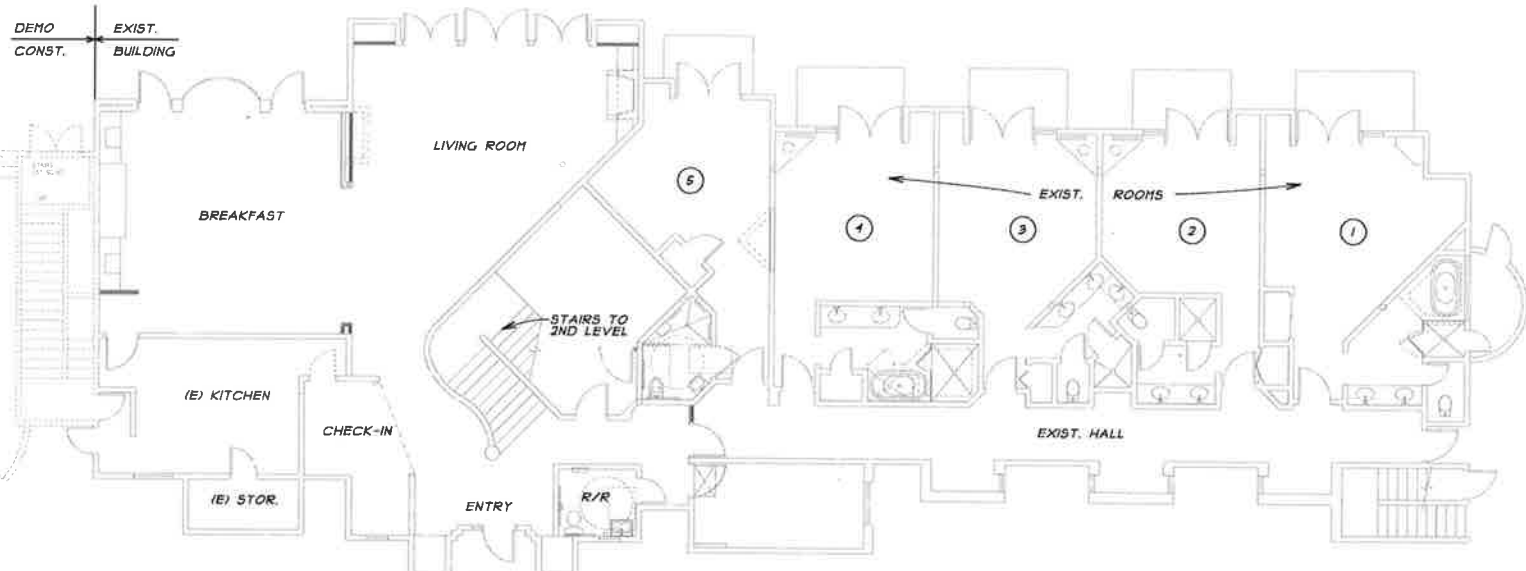 DEMO EXIST.
CONST. BUILDING
LIVING ROOM
BREAKFAST
5
EXIST. ROOMS
4
3
2
1
STAIRS TO
2ND LEVEL
(E) KITCHEN
CHECK-IN
EXIST. HALL
(E) STOR.
ENTRY
R/R
STAIRS